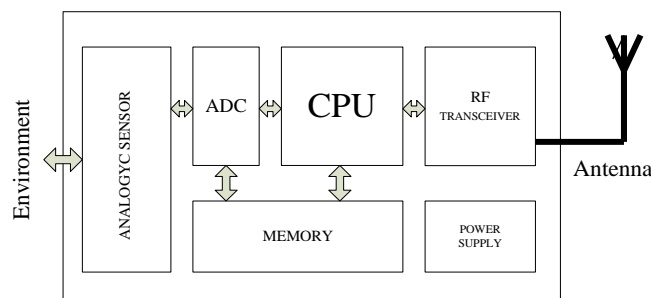 Environment
ANALOGYC SENSOR
ADC
CPU
RF
TRANSCEIVER
Antenna
MEMORY
POWER
SUPPLY